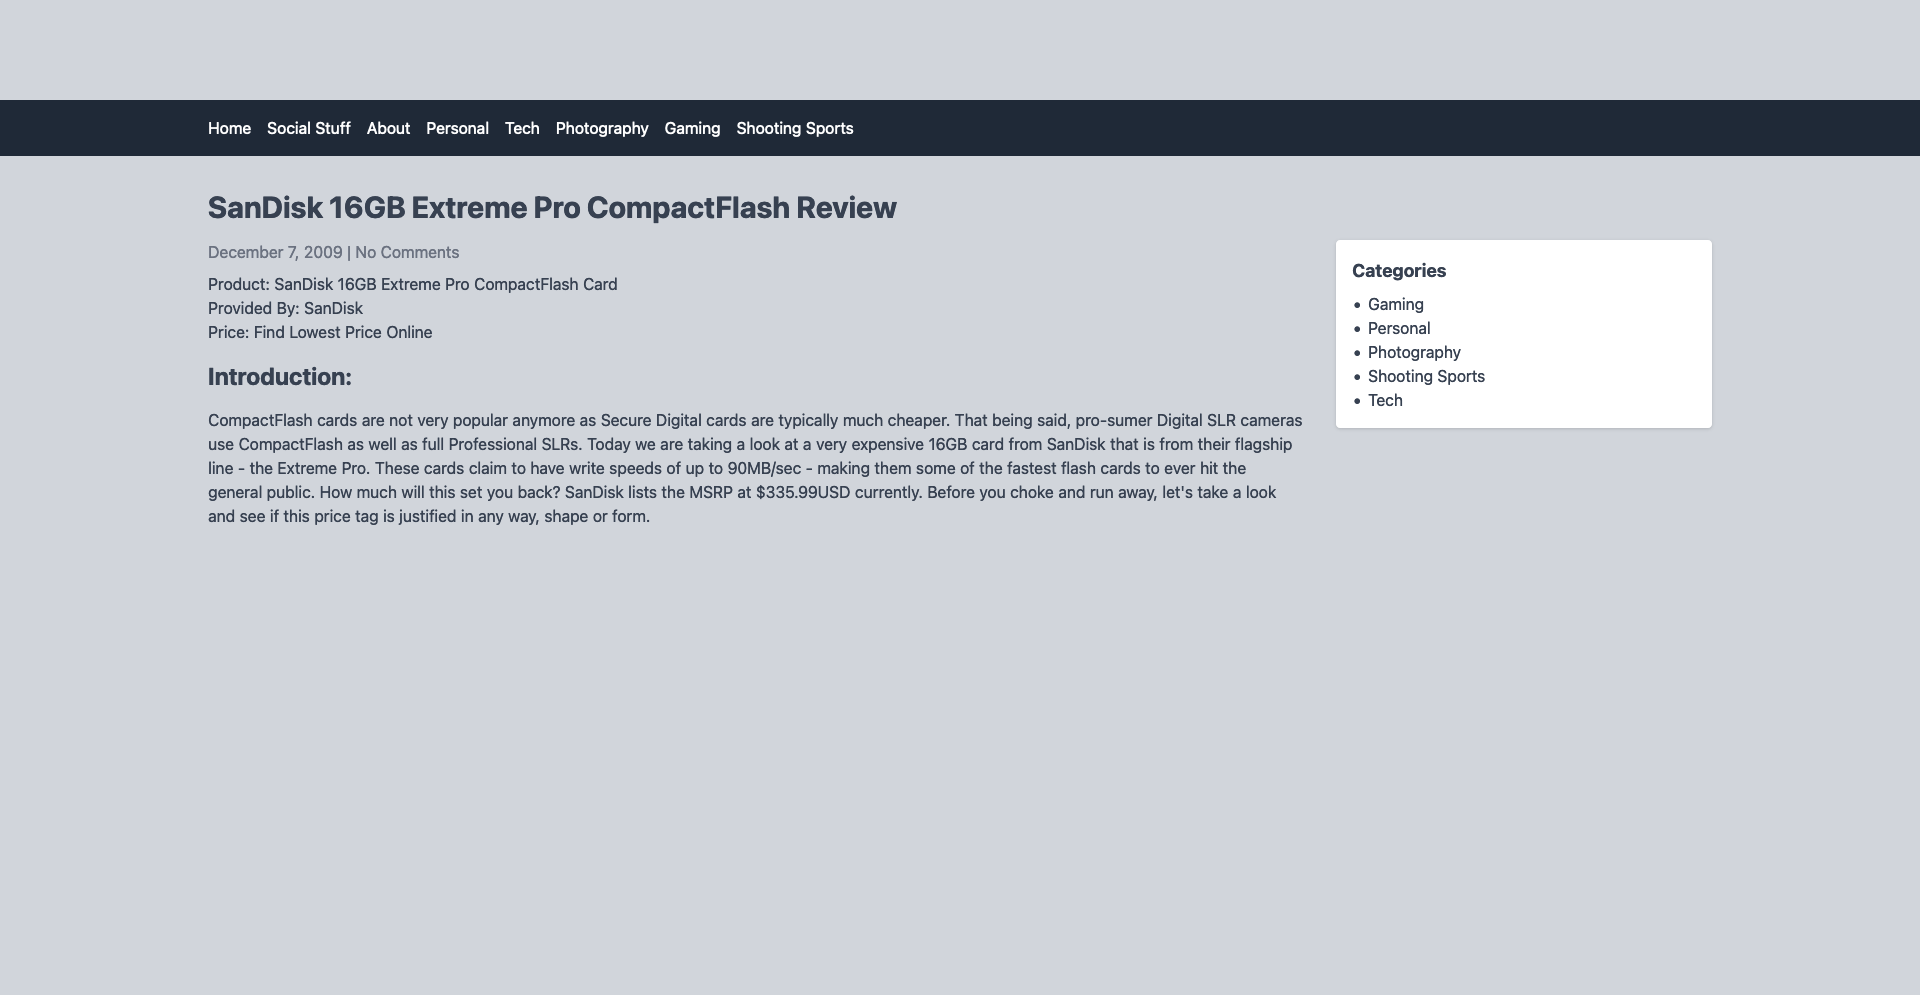 Home Social Stuff About Personal Tech Photography Gaming Shooting Sports
SanDisk 16GB Extreme Pro CompactFlash Review
December 7, 2009 | No Comments
Product: SanDisk 16GB Extreme Pro CompactFlash Card
Provided By: SanDisk
Price: Find Lowest Price Online
Introduction:
CompactFlash cards are not very popular anymore as Secure Digital cards are typically much cheaper. That being said, pro-sumer Digital SLR cameras
use CompactFlash as well as full Professional SLRs. Today we are taking a look at a very expensive 16GB card from SanDisk that is from their flagship
line - the Extreme Pro. These cards claim to have write speeds of up to 90MB/sec - making them some of the fastest flash cards to ever hit the
general public. How much will this set you back? SanDisk lists the MSRP at $335.99USD currently. Before you choke and run away, let's take a look
and see if this price tag is justified in any way, shape or form.
Categories
• Gaming
• Personal
• Photography
• Shooting Sports
• Tech